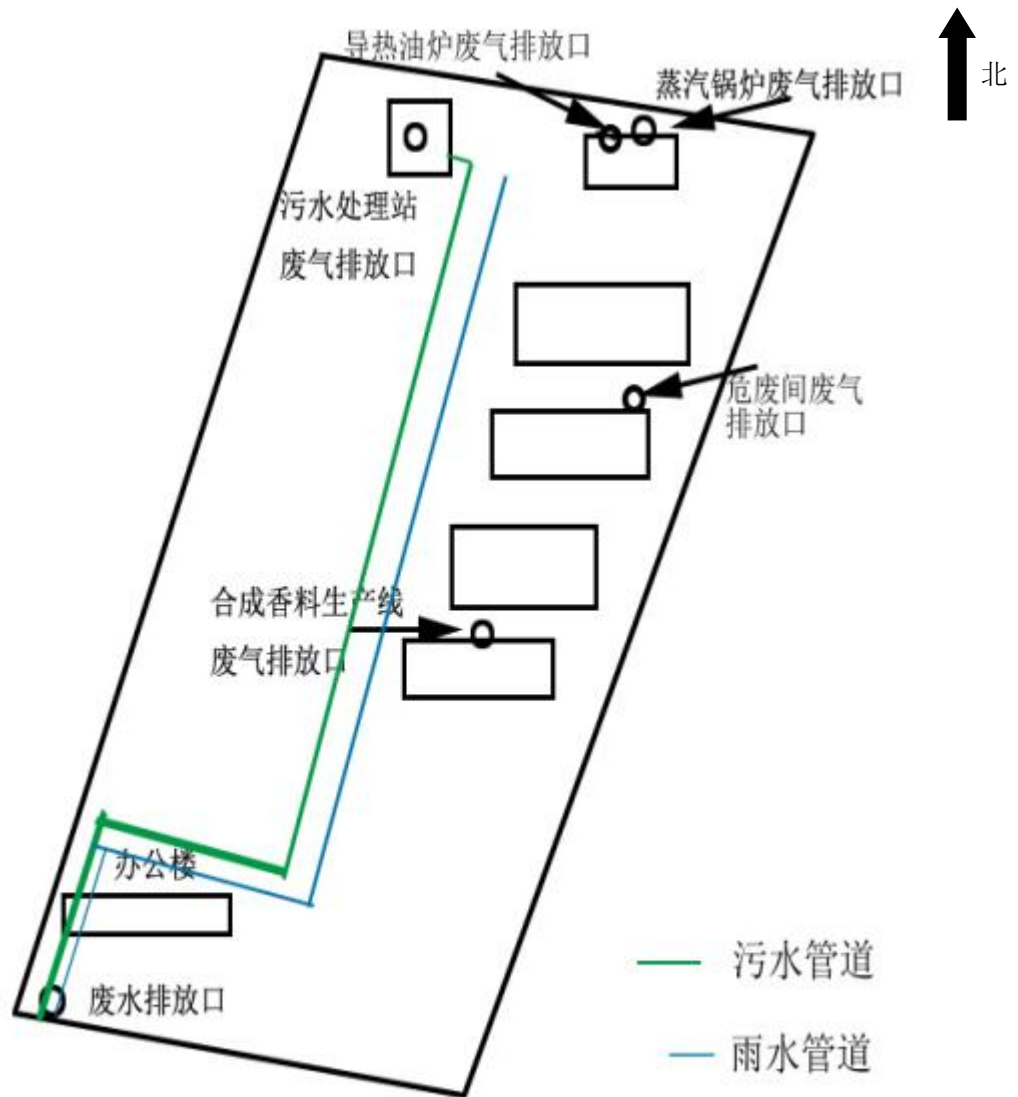 导热油炉废气排放口
蒸汽锅炉废气排放口
北
污水处理站
废气排放口
危废间废气
排放口
合成香料生产线
废气排放口
办公楼
废水排放口
污水管道
雨水管道